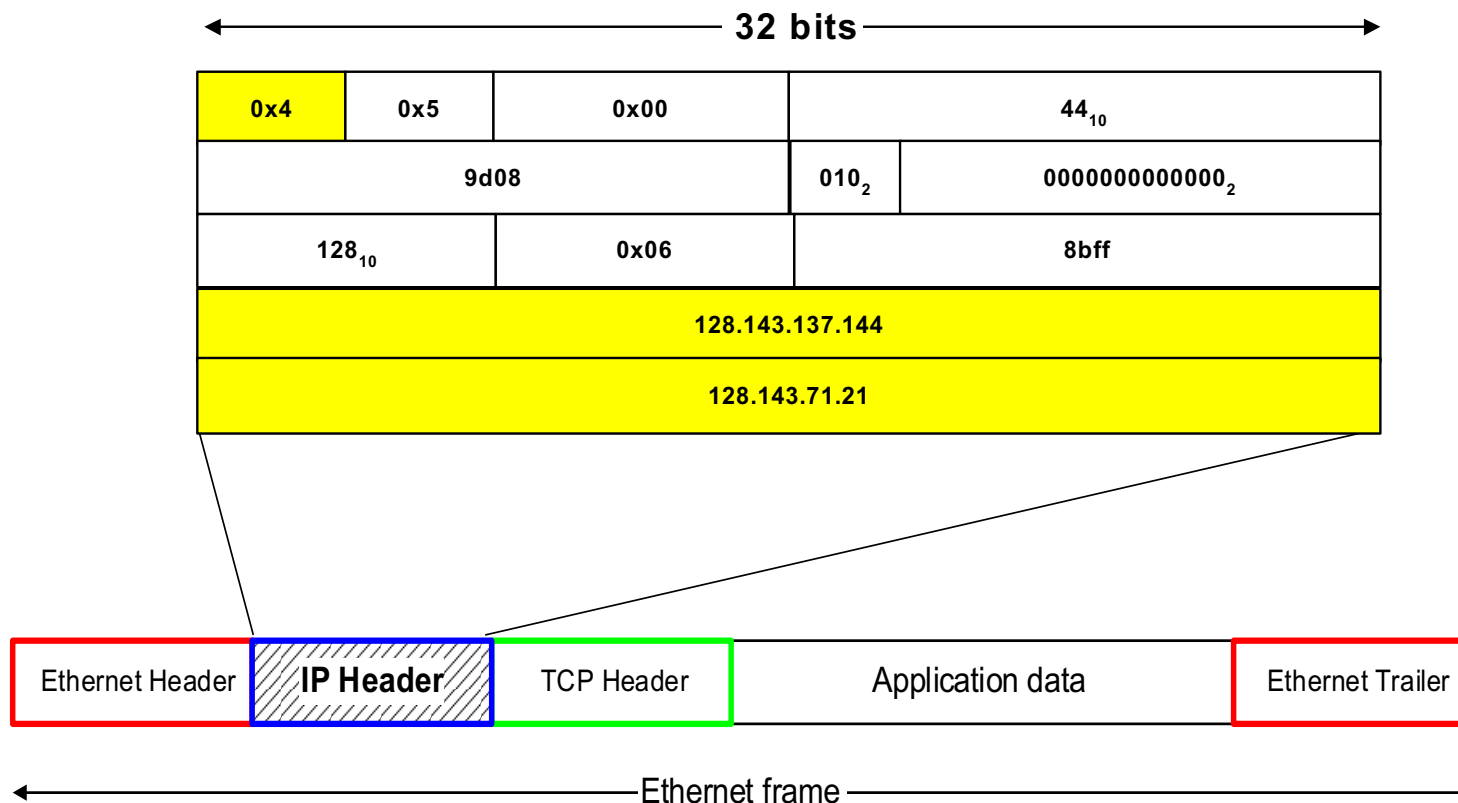 32 bits
0x4 0x5 0x00 44₁₀
9d08 010₂ 0000000000000₂
128₁₀ 0x06 8bff
128.143.137.144
128.143.71.21
Ethernet Header IP Header TCP Header Application data Ethernet Trailer
Ethernet frame